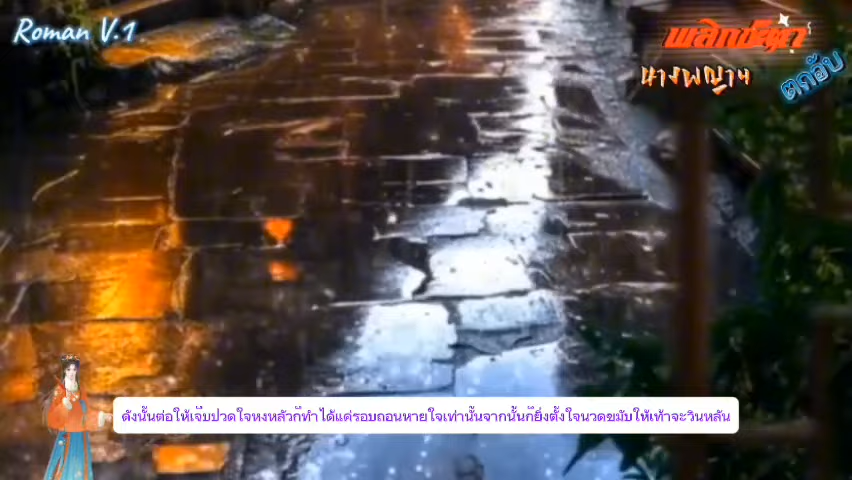 Roman V.1
พลิกชะตา
นางพญาฯ
ตกอับ
ดังนั้นต่อให้เจ็บปวดใจหงหลัวก็ทำได้แต่รอบถอนหายใจเท่านั้นจากนั้นก็ยิ่งตั้งใจนวดขมับให้เท้าจะวินหลัน